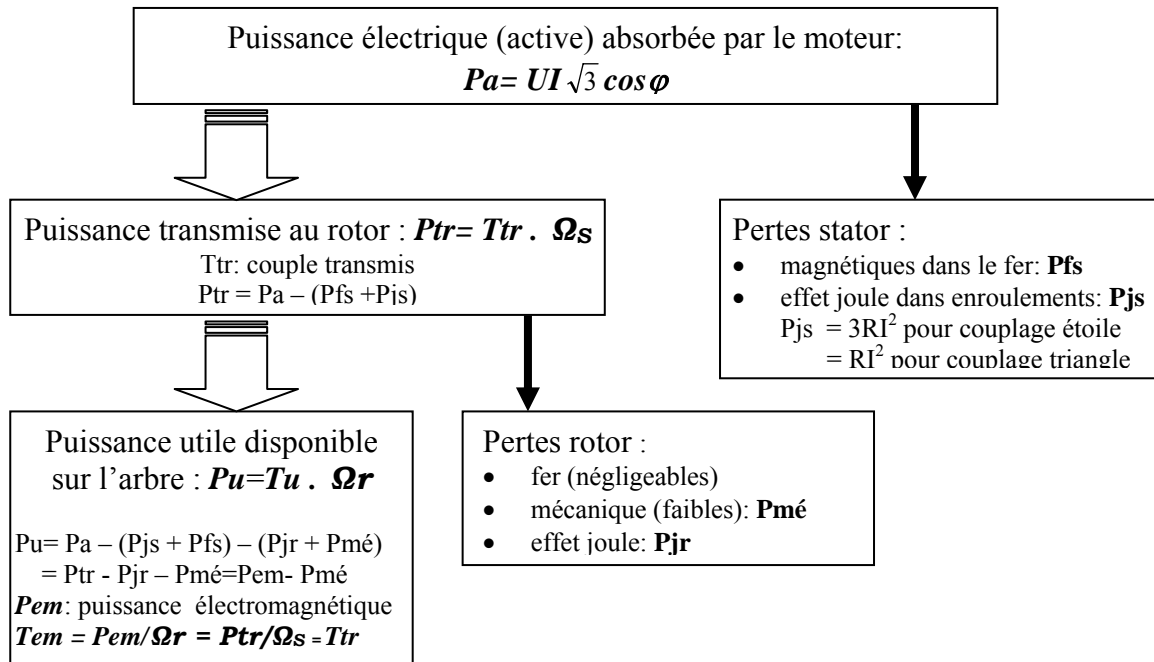 Puissance électrique (active) absorbée par le moteur:
Pa= UI √3 cosφ
Puissance transmise au rotor : Ptr= Ttr . Ωs
Ttr: couple transmis
Ptr = Pa – (Pfs +Pjs)
Pertes stator :
• magnétiques dans le fer: Pfs
• effet joule dans enroulements: Pjs
Pjs = 3RI² pour couplage étoile
= RI² pour couplage triangle
Puissance utile disponible
sur l’arbre : Pu=Tu . Ωr
Pu= Pa – (Pjs + Pfs) – (Pjr + Pmé)
= Ptr - Pjr – Pmé=Pem- Pmé
Pem: puissance électromagnétique
Tem = Pem/Ωr = Ptr/Ωs = Ttr
Pertes rotor :
• fer (négligeables)
• mécanique (faibles): Pmé
• effet joule: Pjr